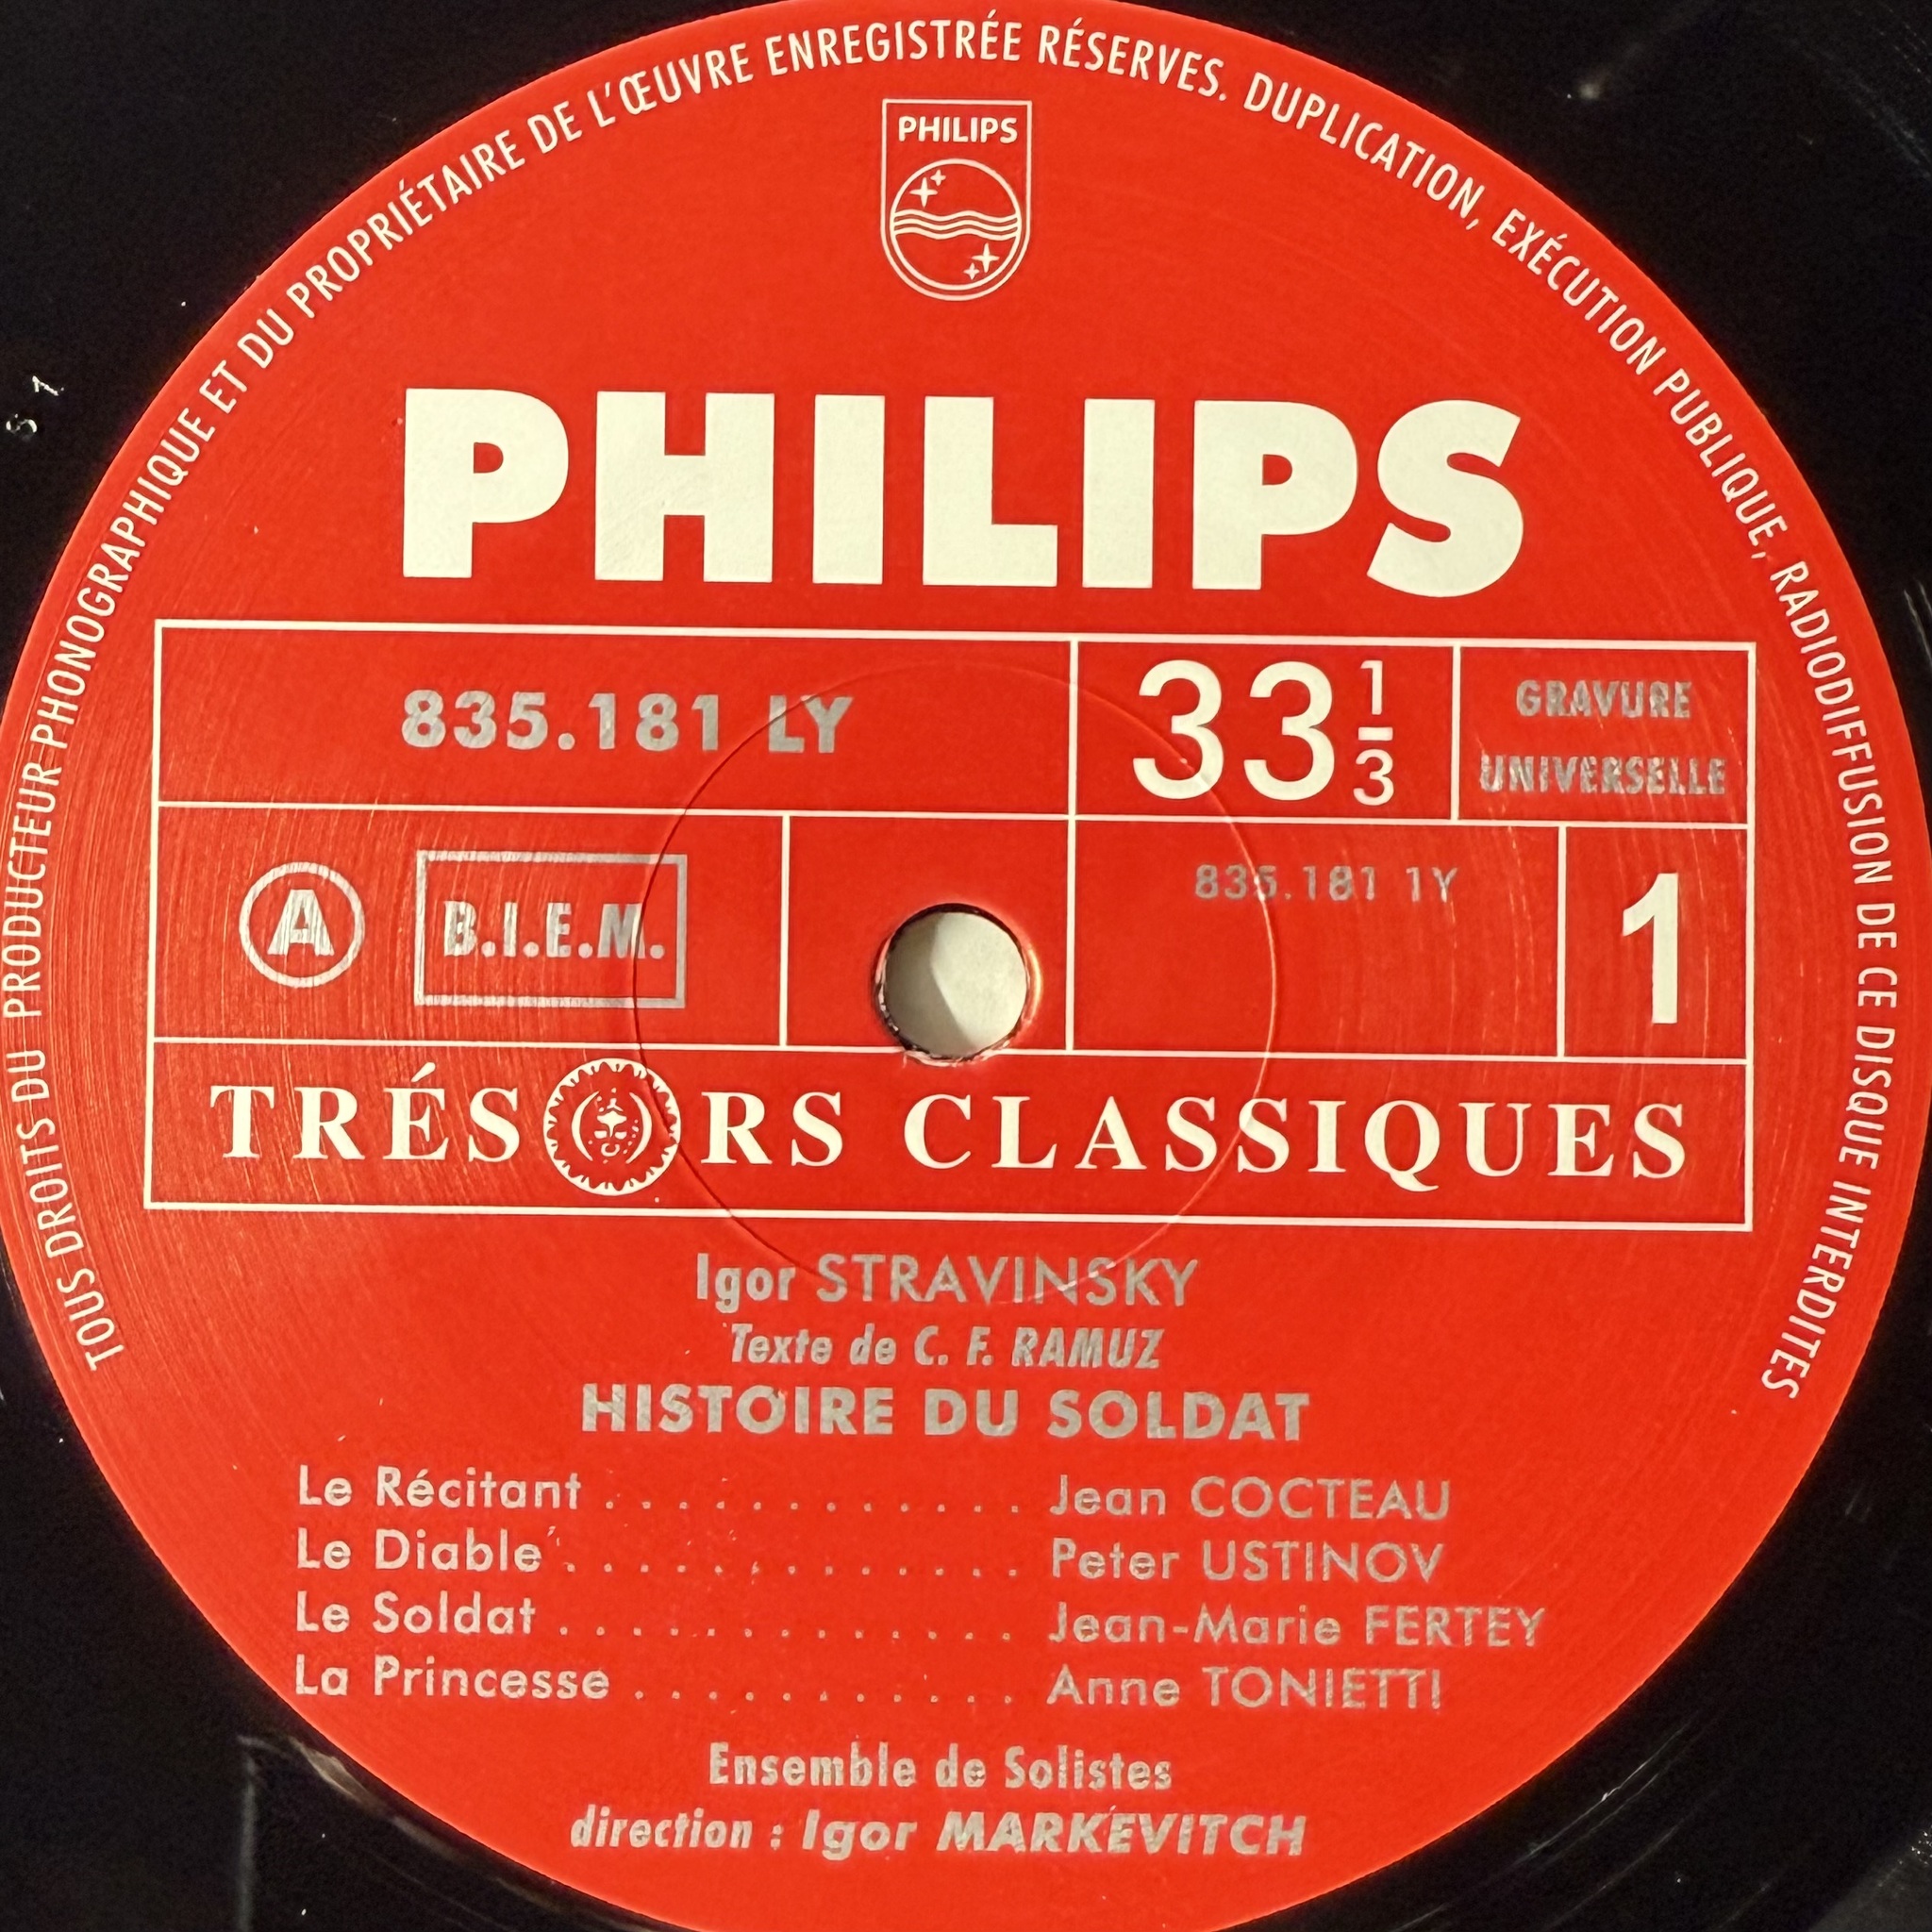 TOUS DROITS DU PRODUCTEUR PHONOGRAPHIQUE ET DU PROPRIÉTAIRE DE L'ŒUVRE ENREGISTRÉE RÉSERVES. DUPLICATION, EXÉCUTION PUBLIQUE, RADIODIFFUSION DE CE DISQUE INTERDITES
PHILIPS
PHILIPS
835.181 LY
33 1/3
GRAVURE
UNIVERSELLE
A
B.I.E.M.
835.181 1Y
1
TRÉSORS CLASSIQUES
Igor STRAVINSKY
Texte de C. F. RAMUZ
HISTOIRE DU SOLDAT
Le Récitant . . . . . . . . . . . . Jean COCTEAU
Le Diable . . . . . . . . . . . . . Peter USTINOV
Le Soldat . . . . . . . . . . . . . Jean-Marie FERTEY
La Princesse . . . . . . . . . . . Anne TONIETTI
Ensemble de Solistes
direction : Igor MARKEVITCH